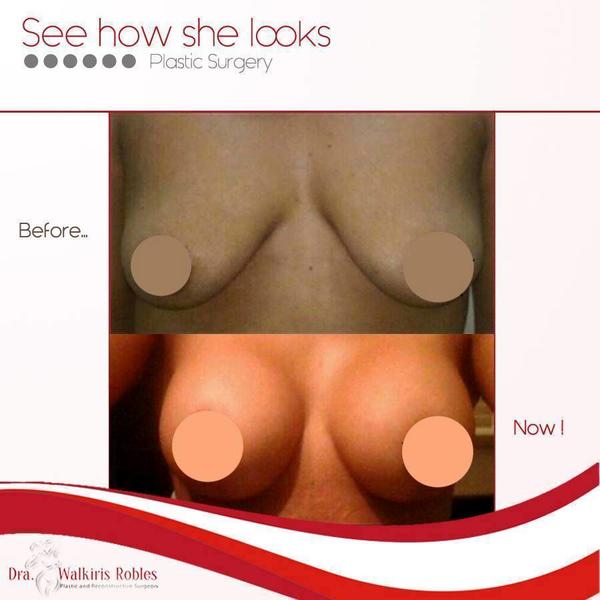 See how she looks
Plastic Surgery
Before...
Now !
Dra. Walkiris Robles
Plastic and Reconstructive Surgeon